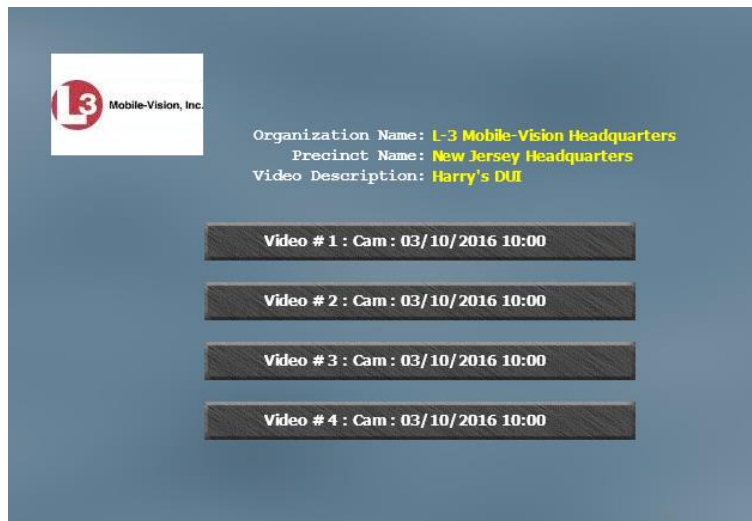 L3 Mobile-Vision, Inc.
Organization Name: L-3 Mobile-Vision Headquarters
Precinct Name: New Jersey Headquarters
Video Description: Harry's DUI
Video # 1 : Cam : 03/10/2016 10:00
Video # 2 : Cam : 03/10/2016 10:00
Video # 3 : Cam : 03/10/2016 10:00
Video # 4 : Cam : 03/10/2016 10:00